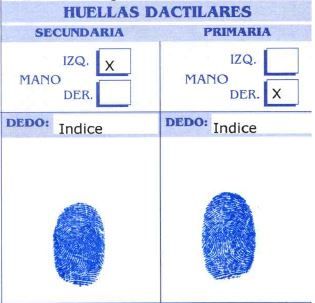 HUELLAS DACTILARES
SECUNDARIA PRIMARIA
IZQ. X IZQ.
MANO MANO
DER. DER. X
DEDO: Indice DEDO: Indice